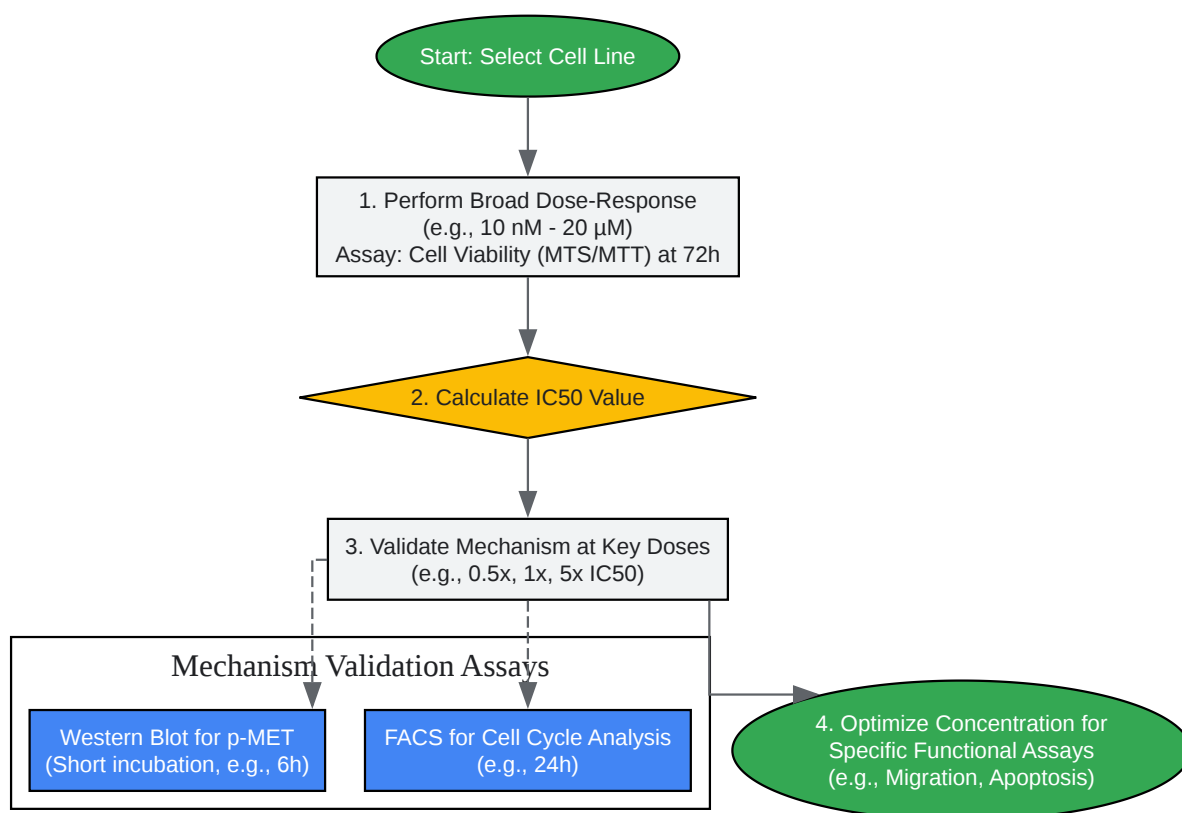 Start: Select Cell Line
1. Perform Broad Dose-Response
(e.g., 10 nM - 20 µM)
Assay: Cell Viability (MTS/MTT) at 72h
2. Calculate IC50 Value
3. Validate Mechanism at Key Doses
(e.g., 0.5x, 1x, 5x IC50)
Mechanism Validation Assays
Western Blot for p-MET
(Short incubation, e.g., 6h)
FACS for Cell Cycle Analysis
(e.g., 24h)
4. Optimize Concentration for
Specific Functional Assays
(e.g., Migration, Apoptosis)